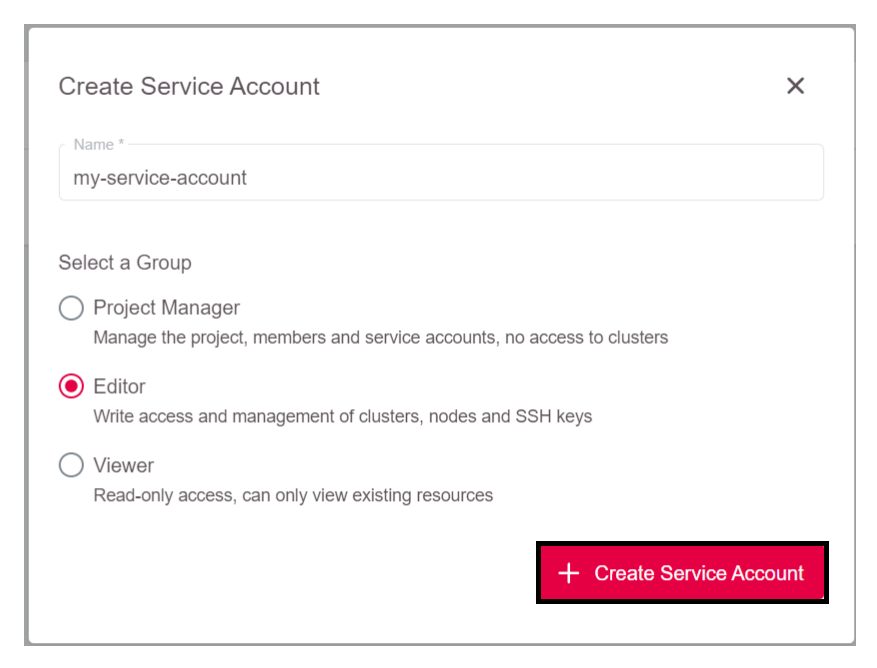 Create Service Account
Name *
my-service-account
Select a Group
Project Manager
Manage the project, members and service accounts, no access to clusters
Editor
Write access and management of clusters, nodes and SSH keys
Viewer
Read-only access, can only view existing resources
Create Service Account